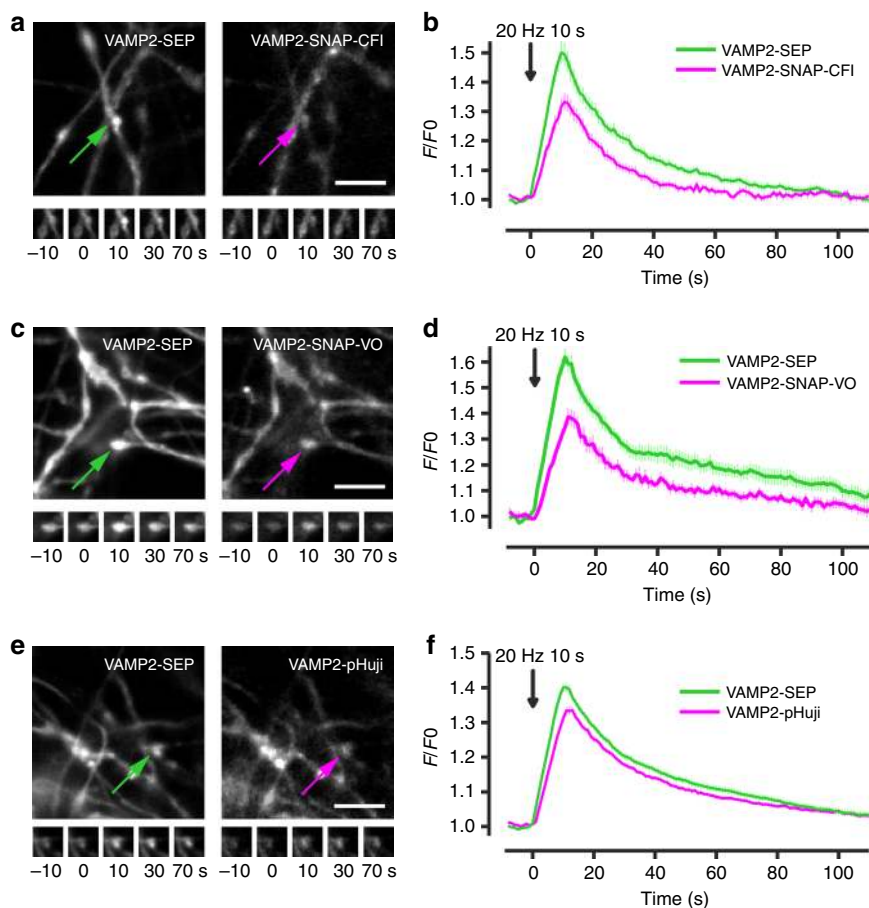 a
VAMP2-SEP
VAMP2-SNAP-CFI
–10 0 10 30 70 s
b
20 Hz 10 s
VAMP2-SEP
VAMP2-SNAP-CFI
F/F0
1.5
1.4
1.3
1.2
1.1
1.0
0 20 40 60 80 100
Time (s)
c
VAMP2-SEP
VAMP2-SNAP-VO
–10 0 10 30 70 s
–10 0 10 30 70 s
d
20 Hz 10 s
VAMP2-SEP
VAMP2-SNAP-VO
F/F0
1.6
1.5
1.4
1.3
1.2
1.1
1.0
0 20 40 60 80 100
Time (s)
e
VAMP2-SEP
VAMP2-pHuji
–10 0 10 30 70 s
–10 0 10 30 70 s
f
1.5
20 Hz 10 s
VAMP2-SEP
VAMP2-pHuji
F/F0
1.4
1.3
1.2
1.1
1.0
0 20 40 60 80 100
Time (s)